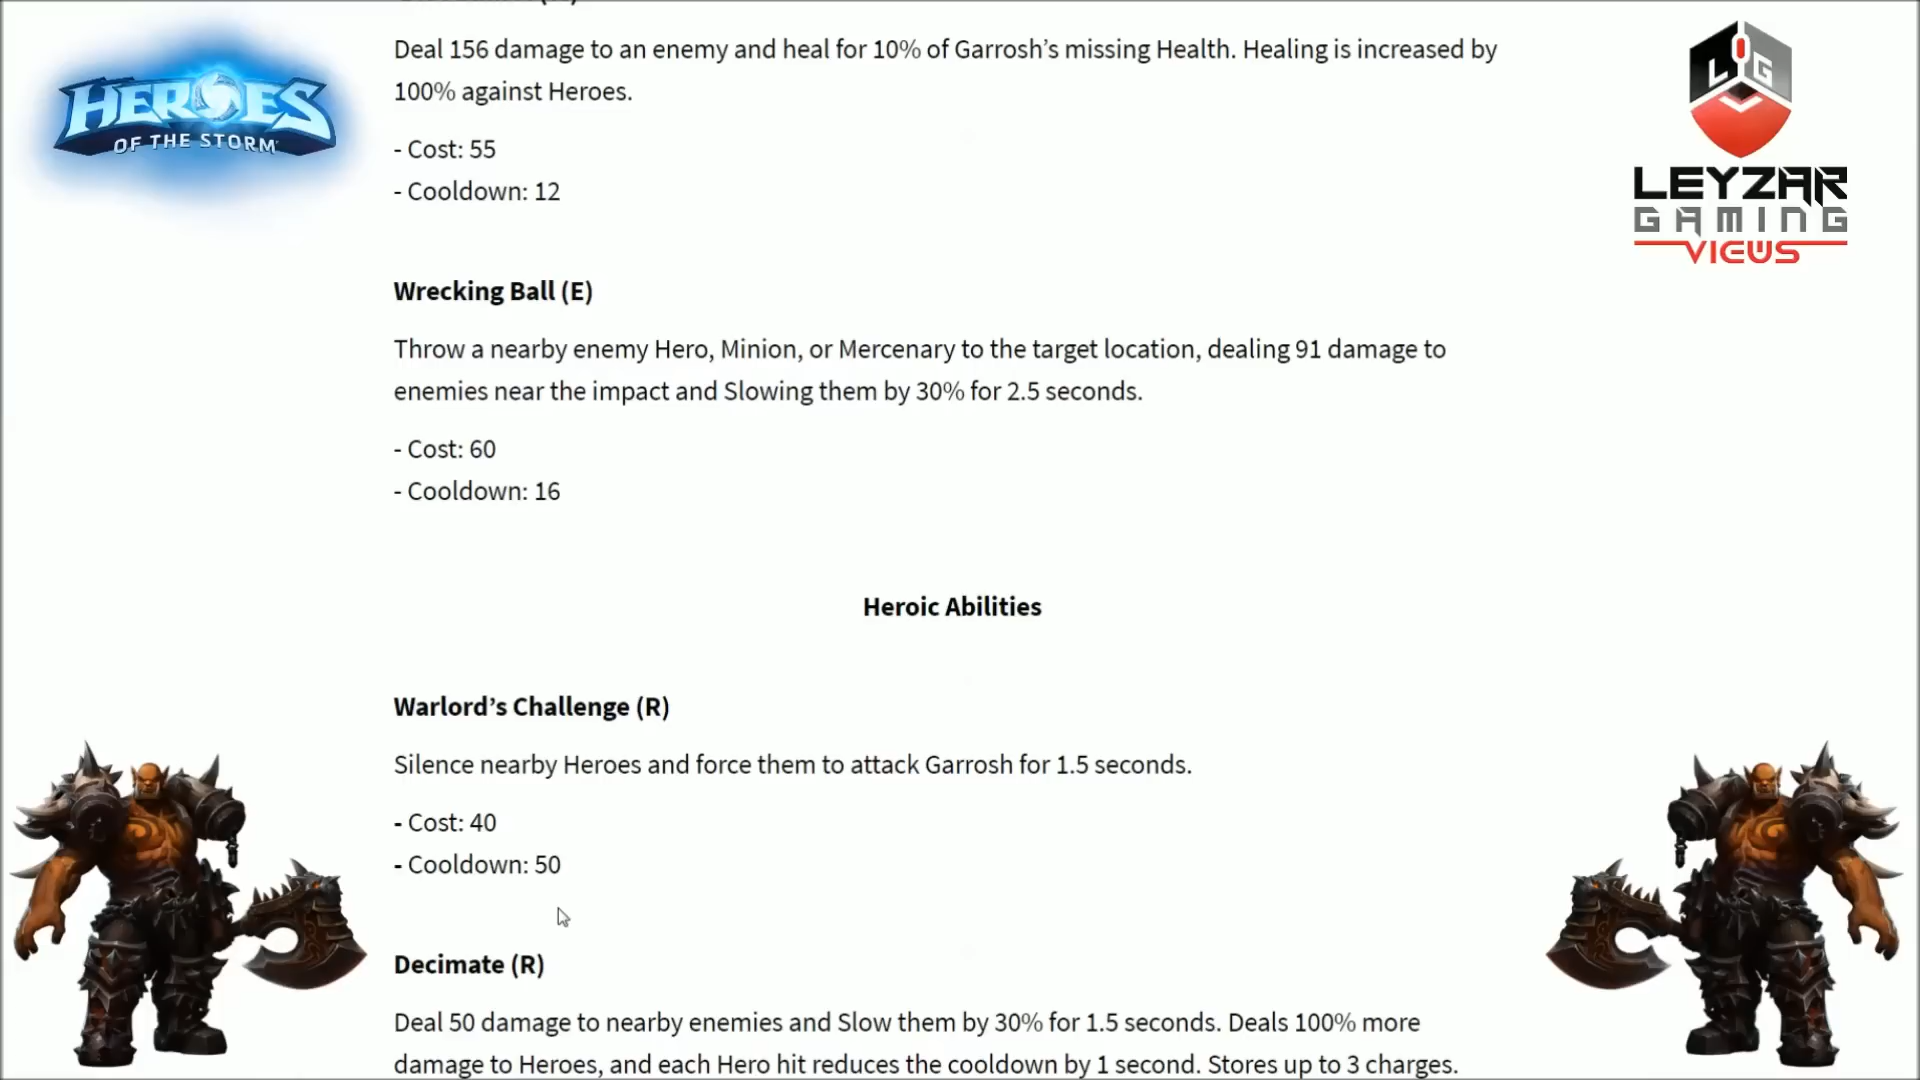 Deal 156 damage to an enemy and heal for 10% of Garrosh’s missing Health. Healing is increased by
100% against Heroes.
- Cost: 55
- Cooldown: 12
Wrecking Ball (E)
Throw a nearby enemy Hero, Minion, or Mercenary to the target location, dealing 91 damage to
enemies near the impact and Slowing them by 30% for 2.5 seconds.
- Cost: 60
- Cooldown: 16
Heroic Abilities
Warlord’s Challenge (R)
Silence nearby Heroes and force them to attack Garrosh for 1.5 seconds.
- Cost: 40
- Cooldown: 50
Decimate (R)
Deal 50 damage to nearby enemies and Slow them by 30% for 1.5 seconds. Deals 100% more
damage to Heroes, and each Hero hit reduces the cooldown by 1 second. Stores up to 3 charges.
HEROES
OF THE STORM
L G
LEYZAR
GAMING
VIEWS